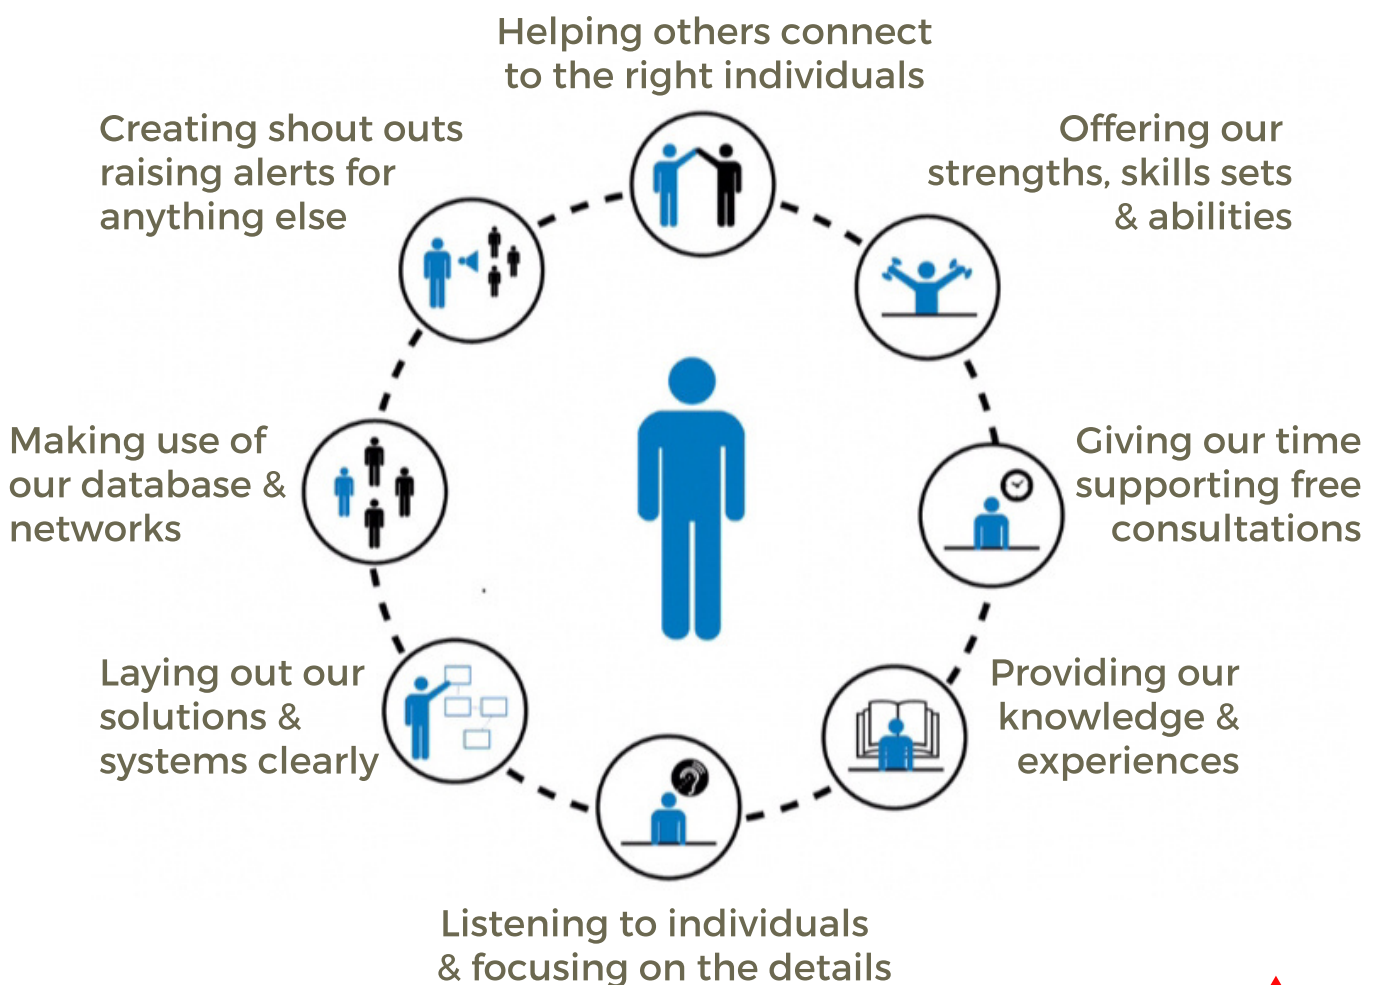 Helping others connect
to the right individuals
Offering our
strengths, skills sets
& abilities
Giving our time
supporting free
consultations
Providing our
knowledge &
experiences
Listening to individuals
& focusing on the details
Laying out our
solutions &
systems clearly
Making use of
our database &
networks
Creating shout outs
raising alerts for
anything else